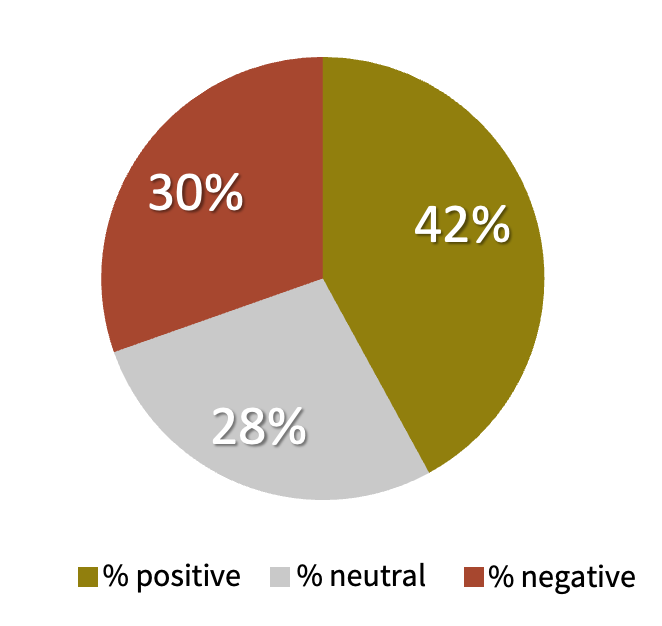 30%
42%
28%
% positive % neutral % negative